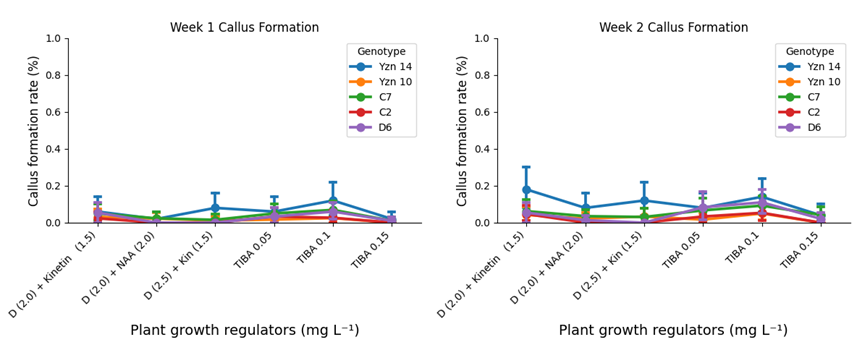 Week 1 Callus Formation
Callus formation rate (%)
1.0
0.8
0.6
0.4
0.2
0.0
Genotype
Yzn 14
Yzn 10
C7
C2
D6
D (2.0) + Kinetin (1.5)
D (2.0) + NAA (2.0)
D (2.5) + Kin (1.5)
TIBA 0.05
TIBA 0.1
TIBA 0.15
Plant growth regulators (mg L⁻¹)
Week 2 Callus Formation
Callus formation rate (%)
1.0
0.8
0.6
0.4
0.2
0.0
Genotype
Yzn 14
Yzn 10
C7
C2
D6
D (2.0) + Kinetin (1.5)
D (2.0) + NAA (2.0)
D (2.5) + Kin (1.5)
TIBA 0.05
TIBA 0.1
TIBA 0.15
Plant growth regulators (mg L⁻¹)